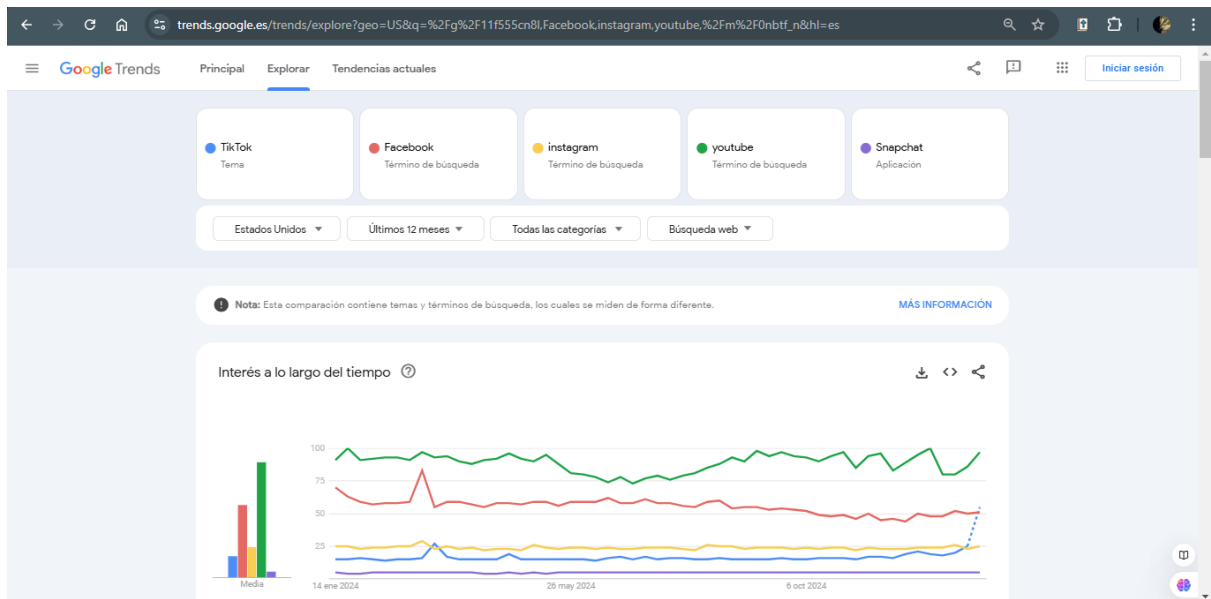 trends.google.es/trends/explore?geo=US&q=%2Fg%2F11f555cn8l,Facebook,instagram,youtube,%2Fm%2F0nbtf_n&hl=es
Google Trends Principal Explorar Tendencias actuales Iniciar sesión
TikTok
Tema
Facebook
Término de búsqueda
instagram
Término de búsqueda
youtube
Término de búsqueda
Snapchat
Aplicación
Estados Unidos Últimos 12 meses Todas las categorías Búsqueda web
Nota: Esta comparación contiene temas y términos de búsqueda, los cuales se miden de forma diferente. MÁS INFORMACIÓN
Interés a lo largo del tiempo
100
75
50
25
Media 14 ene 2024 26 may 2024 6 oct 2024